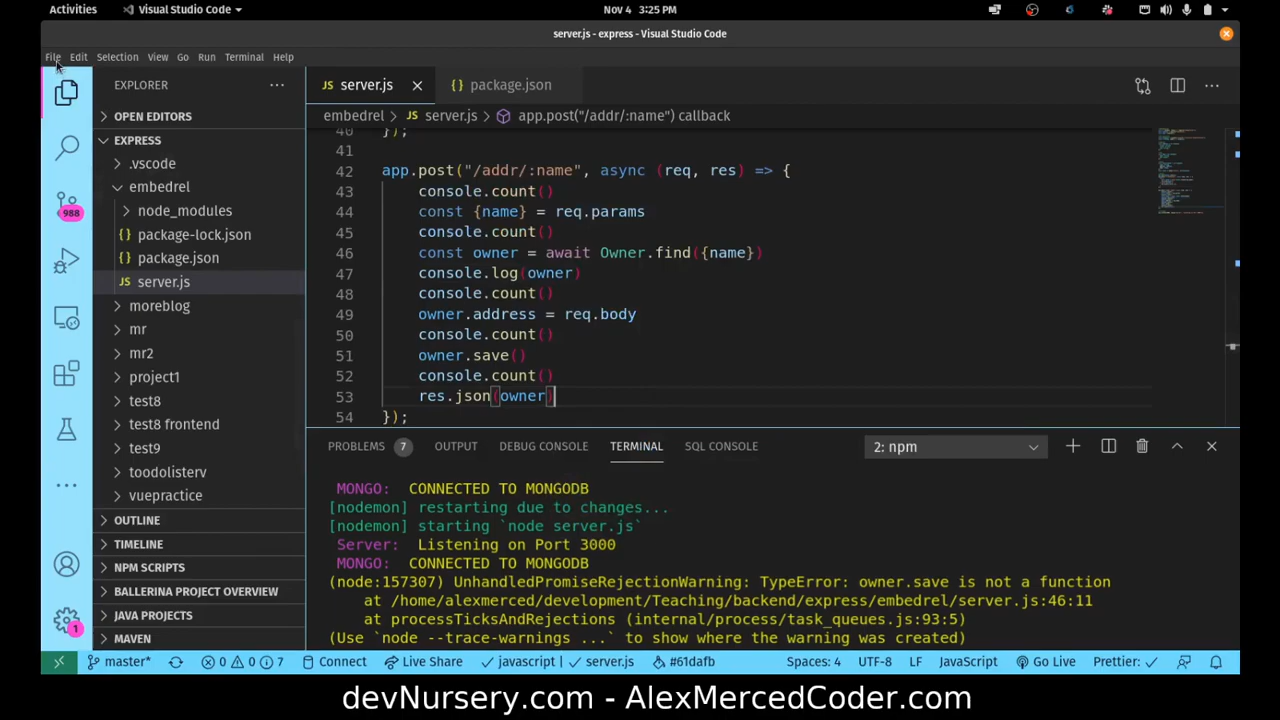 Activities
Visual Studio Code
Nov 4 3:25 PM
server.js - express - Visual Studio Code
File Edit Selection View Go Run Terminal Help
EXPLORER
OPEN EDITORS
EXPRESS
.vscode
embedrel
node_modules
{} package-lock.json
{} package.json
JS server.js
moreblog
mr
mr2
project1
test8
test8 frontend
test9
toodolisterv
vuepractice
OUTLINE
TIMELINE
NPM SCRIPTS
BALLERINA PROJECT OVERVIEW
JAVA PROJECTS
MAVEN
988
1
JS server.js
{} package.json
embedrel > JS server.js > app.post("/addr/:name") callback
40 });
41
42 app.post("/addr/:name", async (req, res) => {
43 console.count()
44 const {name} = req.params
45 console.count()
46 const owner = await Owner.find({name})
47 console.log(owner)
48 console.count()
49 owner.address = req.body
50 console.count()
51 owner.save()
52 console.count()
53 res.json(owner)
54 });
PROBLEMS 7 OUTPUT DEBUG CONSOLE TERMINAL SQL CONSOLE 2: npm
MONGO: CONNECTED TO MONGODB
[nodemon] restarting due to changes...
[nodemon] starting `node server.js`
Server: Listening on Port 3000
MONGO: CONNECTED TO MONGODB
(node:157307) UnhandledPromiseRejectionWarning: TypeError: owner.save is not a function
at /home/alexmerced/development/Teaching/backend/express/embedrel/server.js:46:11
at processTicksAndRejections (internal/process/task_queues.js:93:5)
(Use `node --trace-warnings ...` to show where the warning was created)
master* 0 0 7 Connect Live Share javascript | server.js #61dafb Spaces: 4 UTF-8 LF JavaScript Go Live Prettier:
devNursery.com - AlexMercedCoder.com